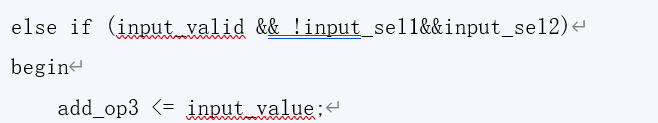 else if (input_valid && !input_sel1&&input_sel2)↵
begin↵
    add_op3 <= input_value;↵